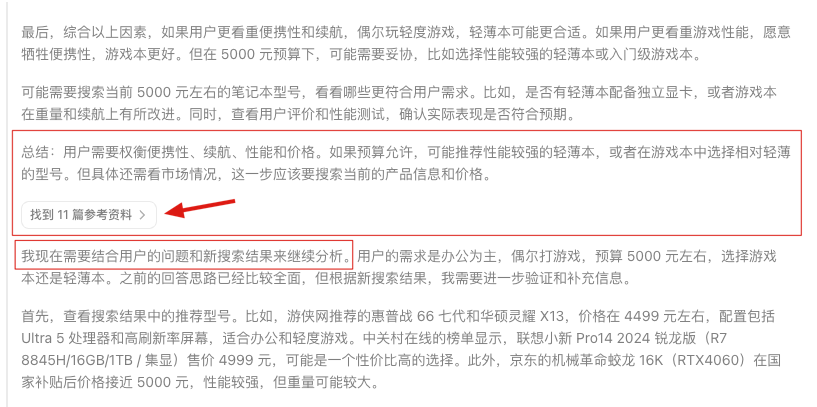 最后，综合以上因素，如果用户更看重便携性和续航，偶尔玩轻度游戏，轻薄本可能更合适。如果用户更看重游戏性能，愿意
牺牲便携性，游戏本更好。但在 5000 元预算下，可能需要妥协，比如选择性能较强的轻薄本或入门级游戏本。
可能需要搜索当前 5000 元左右的笔记本型号，看看哪些更符合用户需求。比如，是否有轻薄本配备独立显卡，或者游戏本
在重量和续航上有所改进。同时，查看用户评价和性能测试，确认实际表现是否符合预期。
总结：用户需要权衡便携性、续航、性能和价格。如果预算允许，可能推荐性能较强的轻薄本，或者在游戏本中选择相对轻薄
的型号。但具体还需看市场情况，这一步应该要搜索当前的产品信息和价格。
找到 11 篇参考资料 >
我现在需要结合用户的问题和新搜索结果来继续分析。用户的需求是办公为主，偶尔打游戏，预算 5000 元左右，选择游戏
本还是轻薄本。之前的回答思路已经比较全面，但根据新搜索结果，我需要进一步验证和补充信息。
首先，查看搜索结果中的推荐型号。比如，游侠网推荐的惠普战 66 七代和华硕灵耀 X13，价格在 4499 元左右，配置包括
Ultra 5 处理器和高刷新率屏幕，适合办公和轻度游戏。中关村在线的榜单显示，联想小新 Pro14 2024 锐龙版（R7
8845H/16GB/1TB / 集显）售价 4999 元，可能是一个性价比高的选择。此外，京东的机械革命蛟龙 16K（RTX4060）在国
家补贴后价格接近 5000 元，性能较强，但重量可能较大。